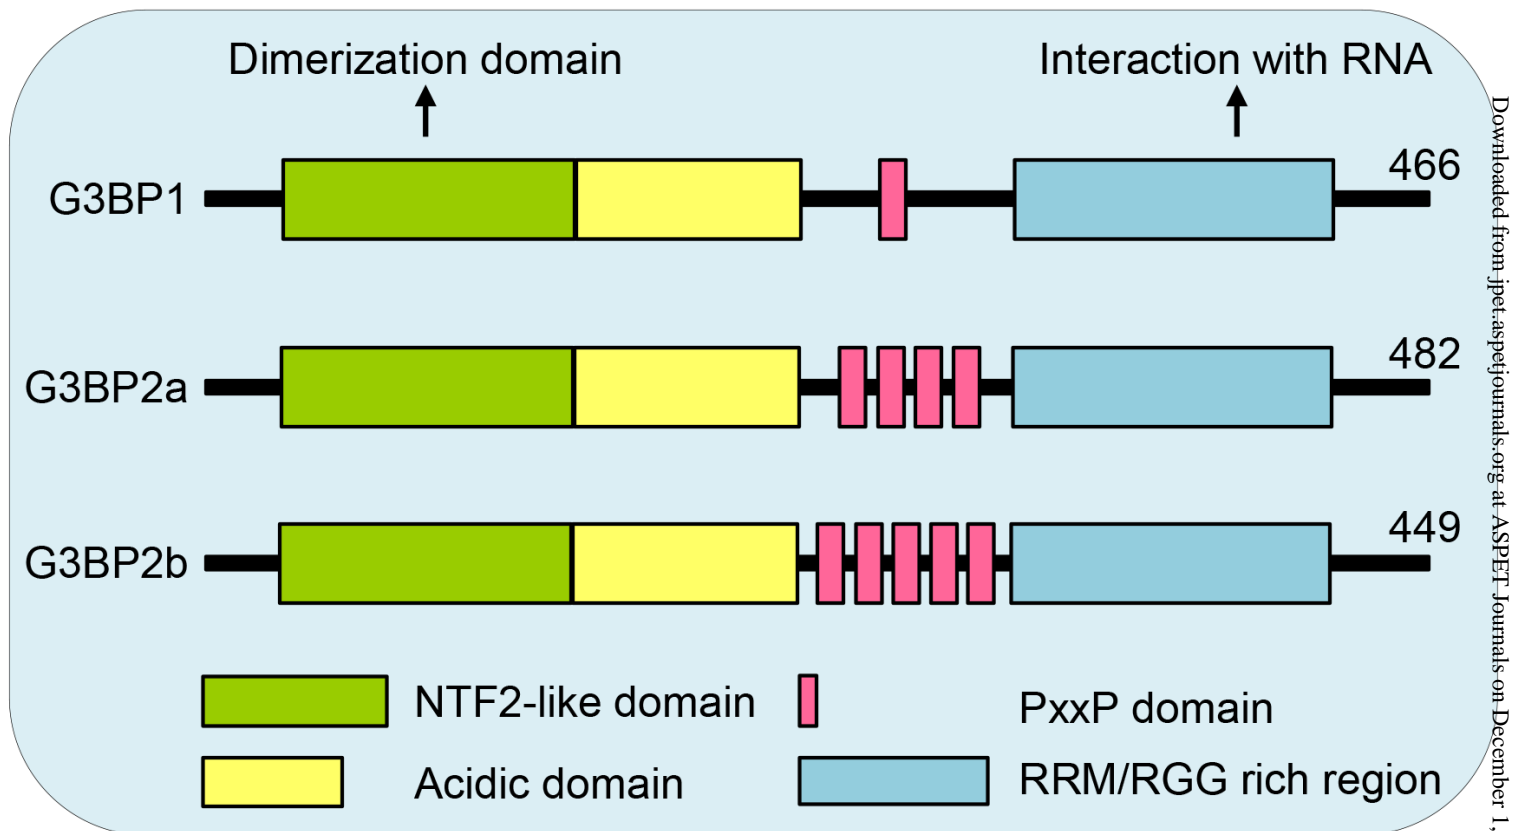 Dimerization domain
Interaction with RNA
G3BP1
466
G3BP2a
482
G3BP2b
449
NTF2-like domain
PxxP domain
Acidic domain
RRM/RGG rich region
Downloaded from jpet.aspetjournals.org at ASPET Journals on December 1,